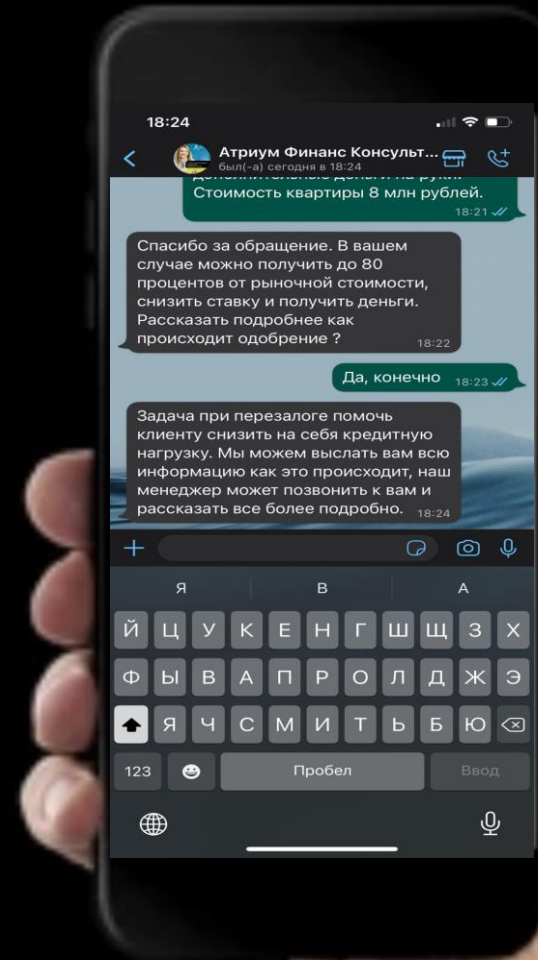 18:24
Атриум Финанс Консульт...
был(-а) сегодня в 18:24
дополнительные деньги на руки.
Стоимость квартиры 8 млн рублей.
18:21
Спасибо за обращение. В вашем
случае можно получить до 80
процентов от рыночной стоимости,
снизить ставку и получить деньги.
Рассказать подробнее как
происходит одобрение ?
18:22
Да, конечно
18:23
Задача при перезалоге помочь
клиенту снизить на себя кредитную
нагрузку. Мы можем выслать вам всю
информацию как это происходит, наш
менеджер может позвонить к вам и
рассказать все более подробно.
18:24
Я В А
Й Ц У К Е Н Г Ш Щ З Х
Ф Ы В А П Р О Л Д Ж Э
Я Ч С М И Т Ь Б Ю
123 Пробел Ввод